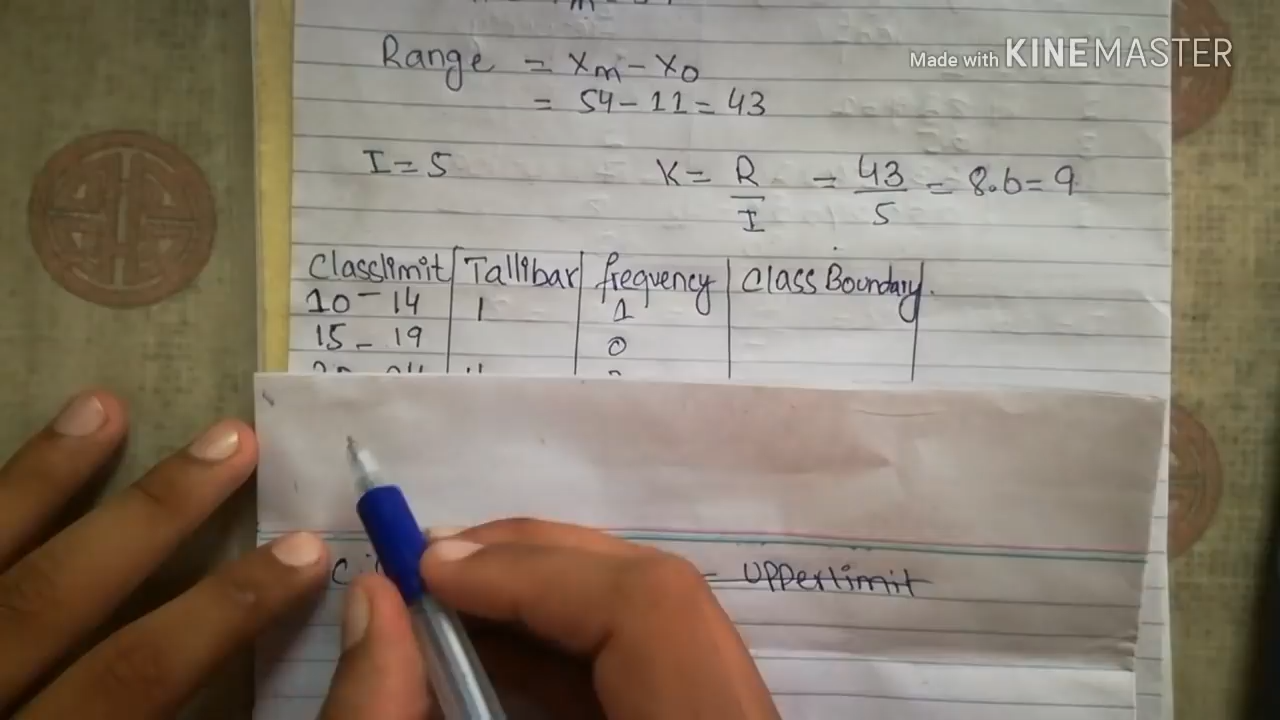 Made with KINEMASTER
Range = Xm - X0
= 54 - 11 = 43
I = 5 K = R/I = 43/5 = 8.6 = 9
Classlimit Tallibar frequency Class Boundary.
10 - 14 1 1
15 - 19 0
- Upperlimit